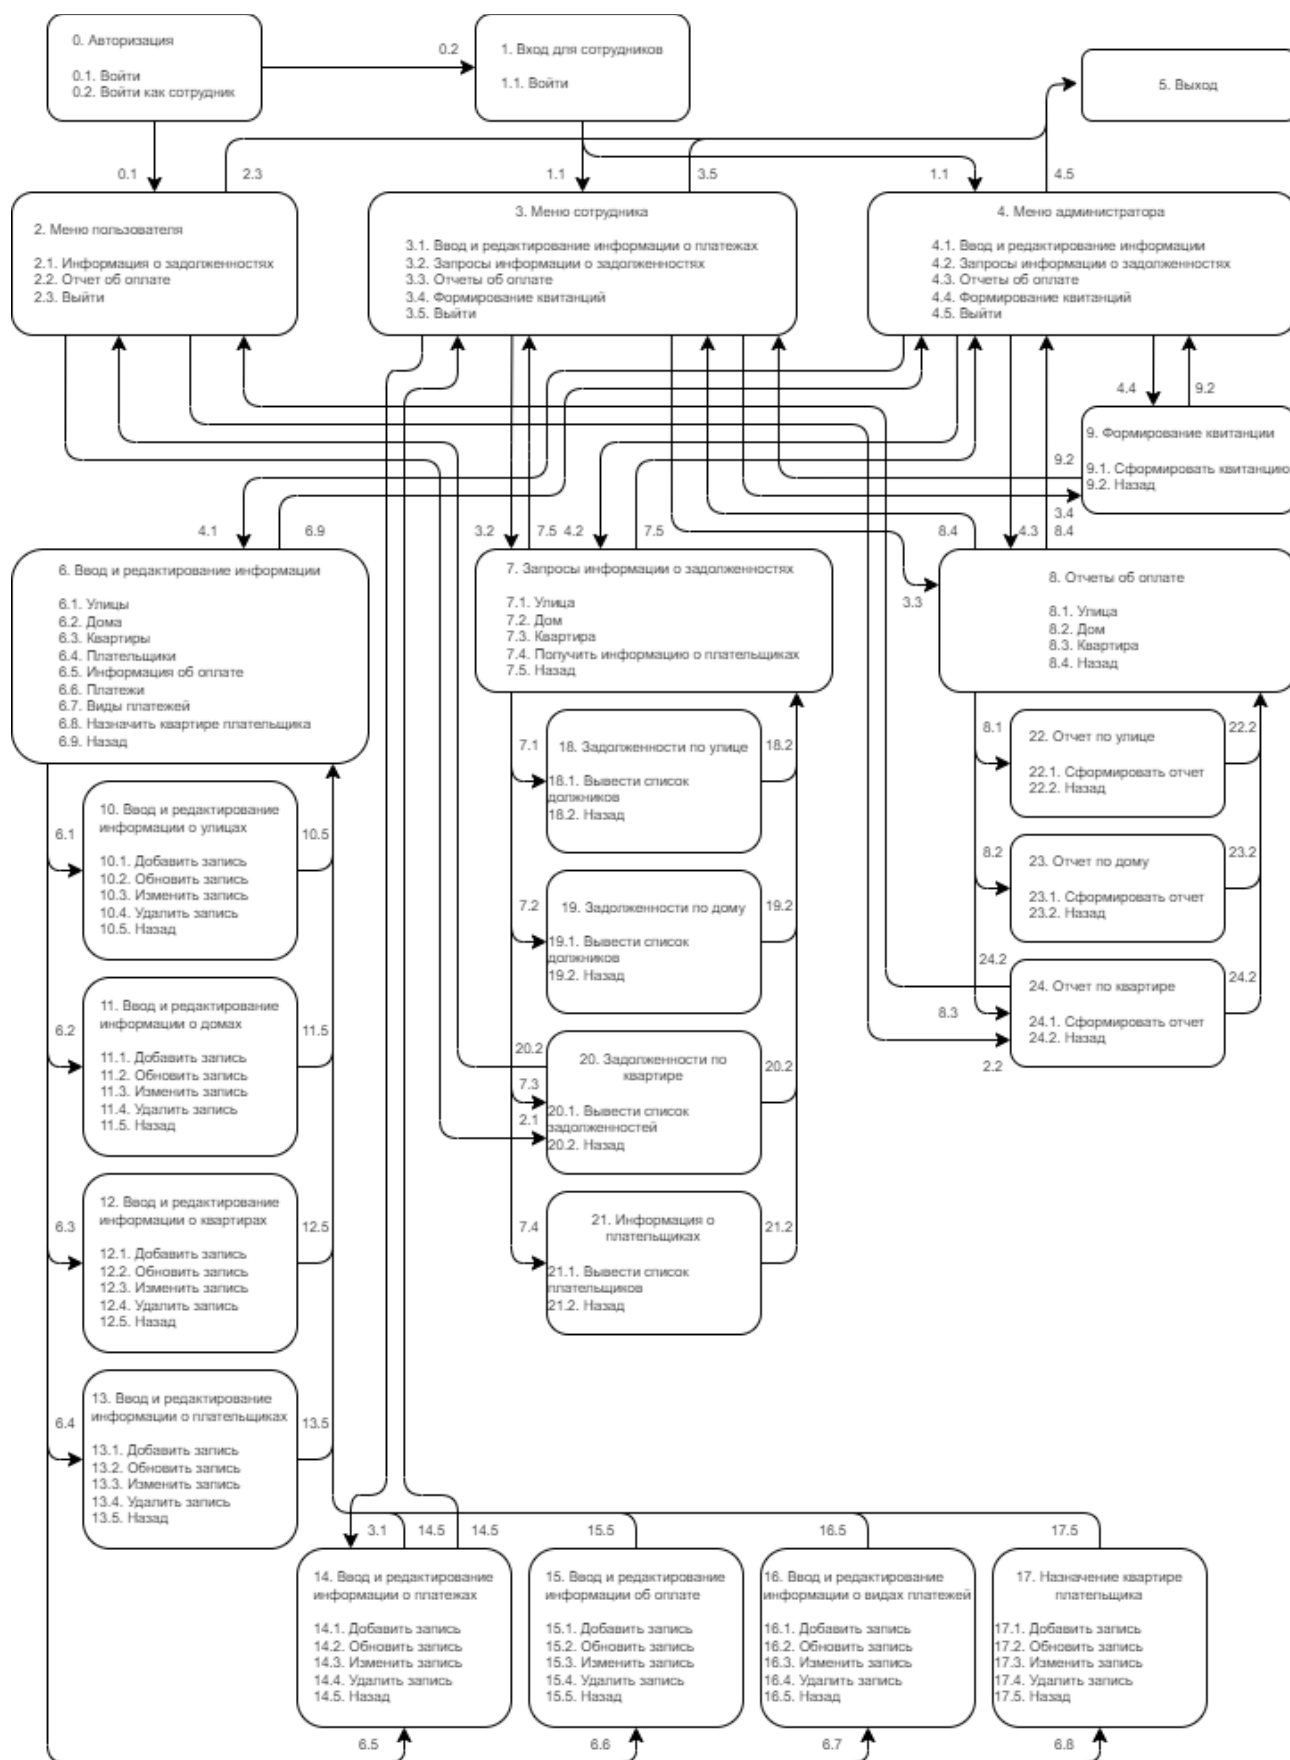 0. Авторизация
0.1. Войти
0.2. Войти как сотрудник
0.2
1. Вход для сотрудников
1.1. Войти
5. Выход
0.1
2.3
1.1
3.5
1.1
4.5
2. Меню пользователя
2.1. Информация о задолженностях
2.2. Отчет об оплате
2.3. Выйти
3. Меню сотрудника
3.1. Ввод и редактирование информации о платежах
3.2. Запросы информации о задолженностях
3.3. Отчеты об оплате
3.4. Формирование квитанций
3.5. Выйти
4. Меню администратора
4.1. Ввод и редактирование информации
4.2. Запросы информации о задолженностях
4.3. Отчеты об оплате
4.4. Формирование квитанций
4.5. Выйти
4.4
9.2
9. Формирование квитанции
9.1. Сформировать квитанцию
9.2. Назад
9.2
3.4
4.1
6.9
3.2
7.5
4.2
7.5
8.4
4.3
8.4
3.3
6. Ввод и редактирование информации
6.1. Улицы
6.2. Дома
6.3. Квартиры
6.4. Плательщики
6.5. Информация об оплате
6.6. Платежи
6.7. Виды платежей
6.8. Назначить квартире плательщика
6.9. Назад
7. Запросы информации о задолженностях
7.1. Улица
7.2. Дом
7.3. Квартира
7.4. Получить информацию о плательщиках
7.5. Назад
8. Отчеты об оплате
8.1. Улица
8.2. Дом
8.3. Квартира
8.4. Назад
6.1
10. Ввод и редактирование
информации о улицах
10.1. Добавить запись
10.2. Обновить запись
10.3. Изменить запись
10.4. Удалить запись
10.5. Назад
10.5
7.1
18. Задолженности по улице
18.1. Вывести список
должников
18.2. Назад
18.2
8.1
22. Отчет по улице
22.1. Сформировать отчет
22.2. Назад
22.2
7.2
19. Задолженности по дому
19.1. Вывести список
должников
19.2. Назад
19.2
8.2
23. Отчет по дому
23.1. Сформировать отчет
23.2. Назад
23.2
6.2
11. Ввод и редактирование
информации о домах
11.1. Добавить запись
11.2. Обновить запись
11.3. Изменить запись
11.4. Удалить запись
11.5. Назад
11.5
20.2
7.3
2.1
20. Задолженности по
квартире
20.1. Вывести список
задолженностей
20.2. Назад
20.2
24.2
8.3
2.2
24. Отчет по квартире
24.1. Сформировать отчет
24.2. Назад
24.2
6.3
12. Ввод и редактирование
информации о квартирах
12.1. Добавить запись
12.2. Обновить запись
12.3. Изменить запись
12.4. Удалить запись
12.5. Назад
12.5
7.4
21. Информация о
плательщиках
21.1. Вывести список
плательщиков
21.2. Назад
21.2
6.4
13. Ввод и редактирование
информации о плательщиках
13.1. Добавить запись
13.2. Обновить запись
13.3. Изменить запись
13.4. Удалить запись
13.5. Назад
13.5
3.1
14.5
14.5
15.5
16.5
17.5
14. Ввод и редактирование
информации о платежах
14.1. Добавить запись
14.2. Обновить запись
14.3. Изменить запись
14.4. Удалить запись
14.5. Назад
15. Ввод и редактирование
информации об оплате
15.1. Добавить запись
15.2. Обновить запись
15.3. Изменить запись
15.4. Удалить запись
15.5. Назад
16. Ввод и редактирование
информации о видах платежей
16.1. Добавить запись
16.2. Обновить запись
16.3. Изменить запись
16.4. Удалить запись
16.5. Назад
17. Назначение квартире
плательщика
17.1. Добавить запись
17.2. Обновить запись
17.3. Изменить запись
17.4. Удалить запись
17.5. Назад
6.5
6.6
6.7
6.8